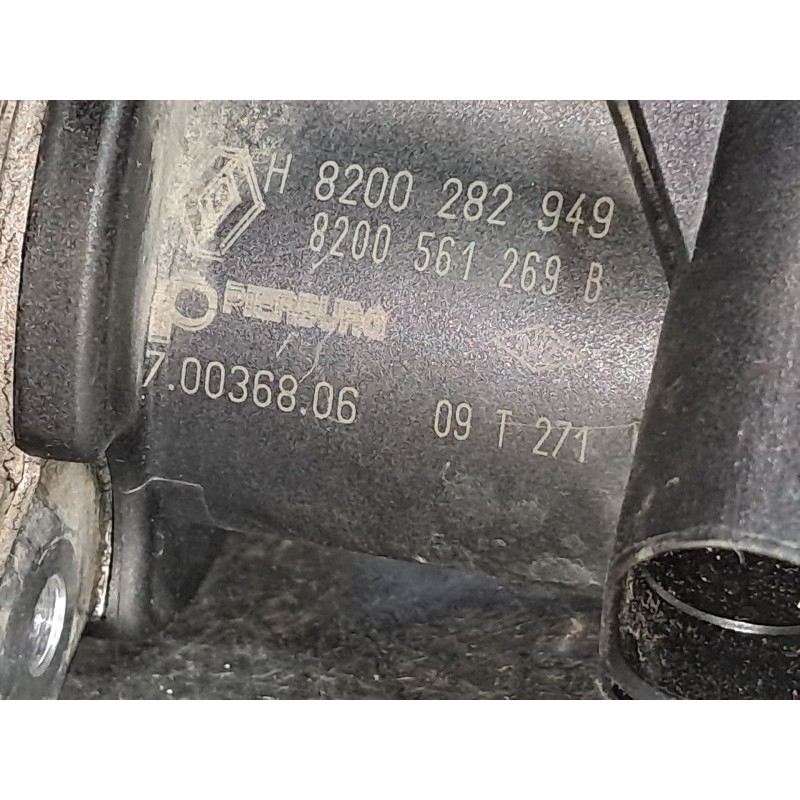 H 8200 282 949
8200 561 269 B
PIERBURG
7.00368.06 09 T 271